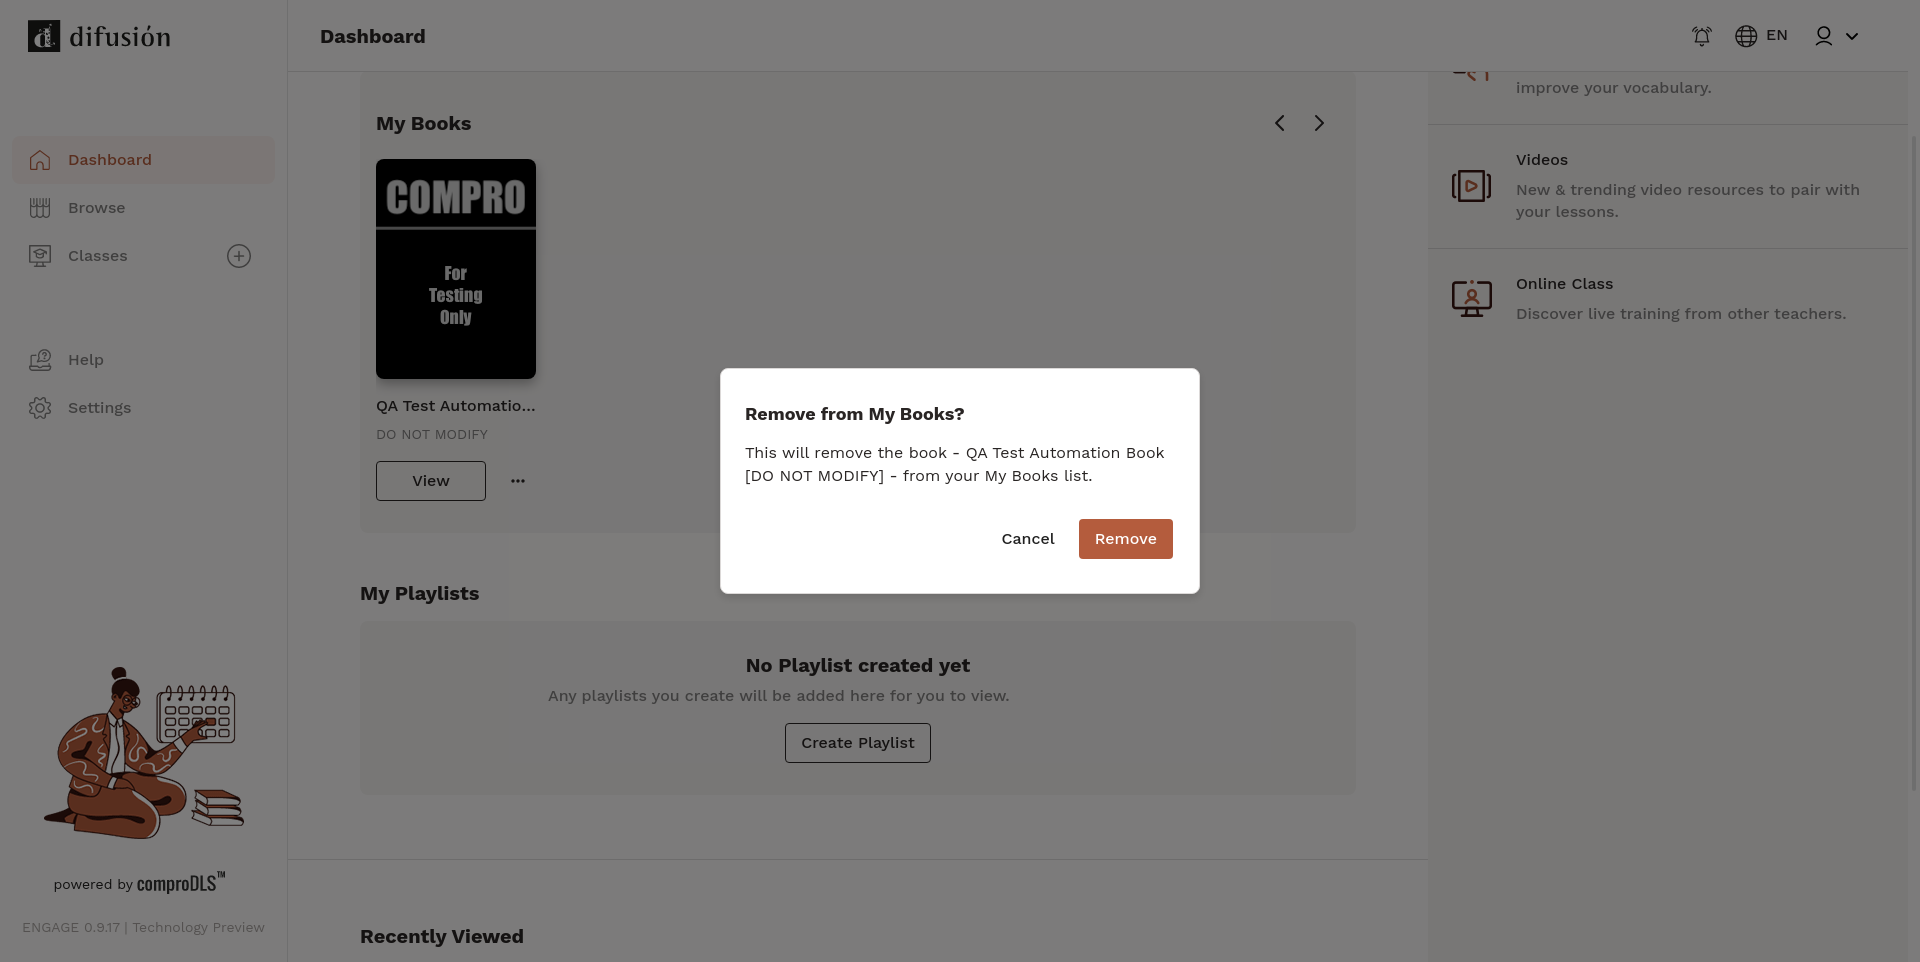 difusión
Dashboard
EN
Dashboard
Browse
Classes
Help
Settings
powered by comproDLS™
ENGAGE 0.9.17 | Technology Preview
My Books
COMPRO
For
Testing
Only
QA Test Automatio...
DO NOT MODIFY
View
My Playlists
No Playlist created yet
Any playlists you create will be added here for you to view.
Create Playlist
Recently Viewed
improve your vocabulary.
Videos
New & trending video resources to pair with
your lessons.
Online Class
Discover live training from other teachers.
Remove from My Books?
This will remove the book - QA Test Automation Book
[DO NOT MODIFY] - from your My Books list.
Cancel
Remove